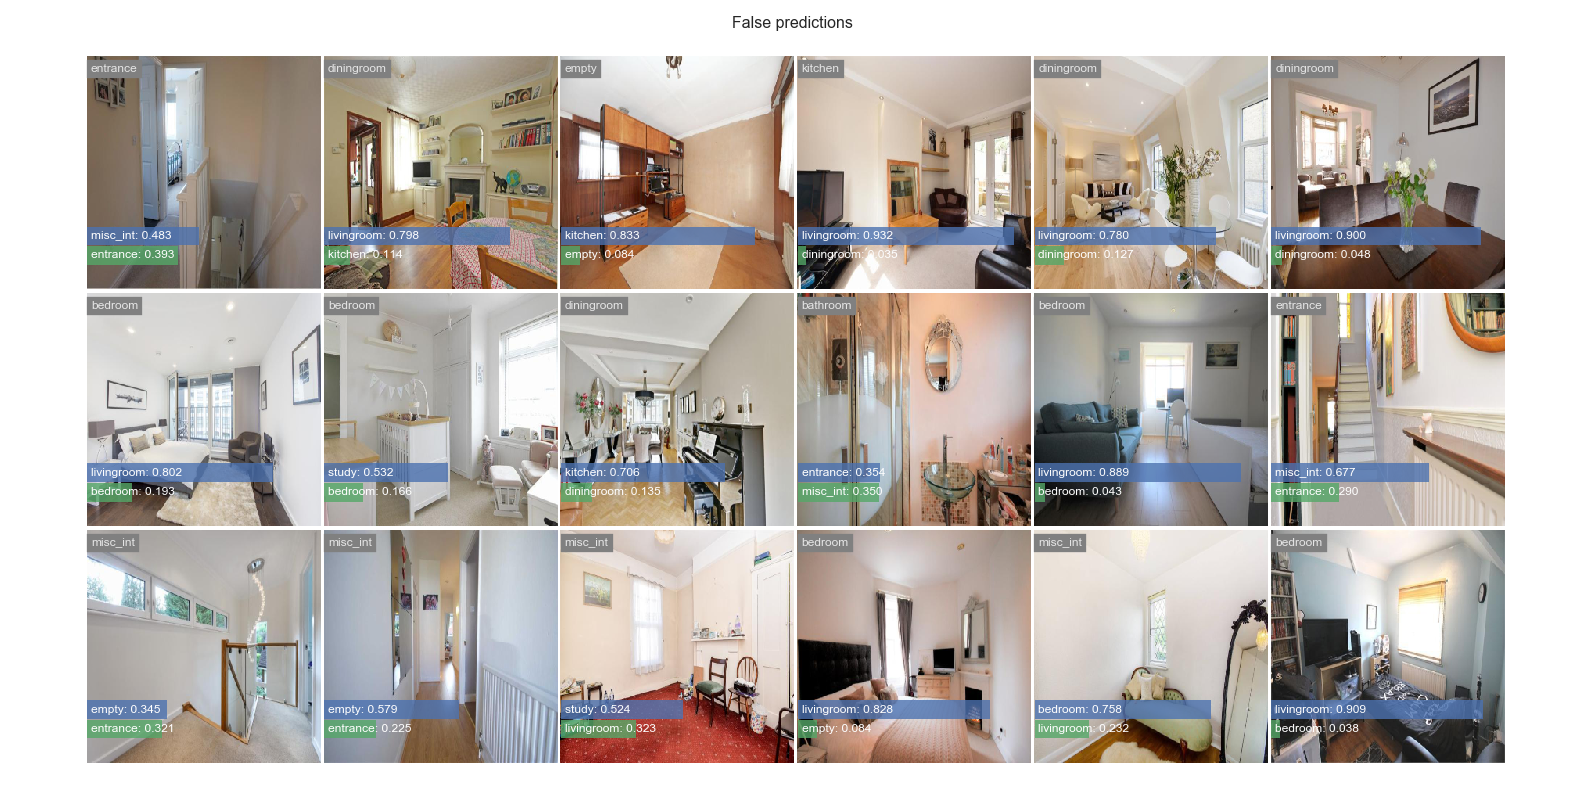 False predictions
entrance
misc_int: 0.483
entrance: 0.393
diningroom
livingroom: 0.798
kitchen: 0.114
empty
kitchen: 0.833
empty: 0.084
kitchen
livingroom: 0.932
diningroom: 0.035
diningroom
livingroom: 0.780
diningroom: 0.127
diningroom
livingroom: 0.900
diningroom: 0.048
bedroom
livingroom: 0.802
bedroom: 0.193
bedroom
study: 0.532
bedroom: 0.166
diningroom
kitchen: 0.706
diningroom: 0.135
bathroom
entrance: 0.354
misc_int: 0.350
bedroom
livingroom: 0.889
bedroom: 0.043
entrance
misc_int: 0.677
entrance: 0.290
misc_int
empty: 0.345
entrance: 0.321
misc_int
empty: 0.579
entrance: 0.225
misc_int
study: 0.524
livingroom: 0.323
bedroom
livingroom: 0.828
empty: 0.084
misc_int
bedroom: 0.758
livingroom: 0.232
bedroom
livingroom: 0.909
bedroom: 0.038